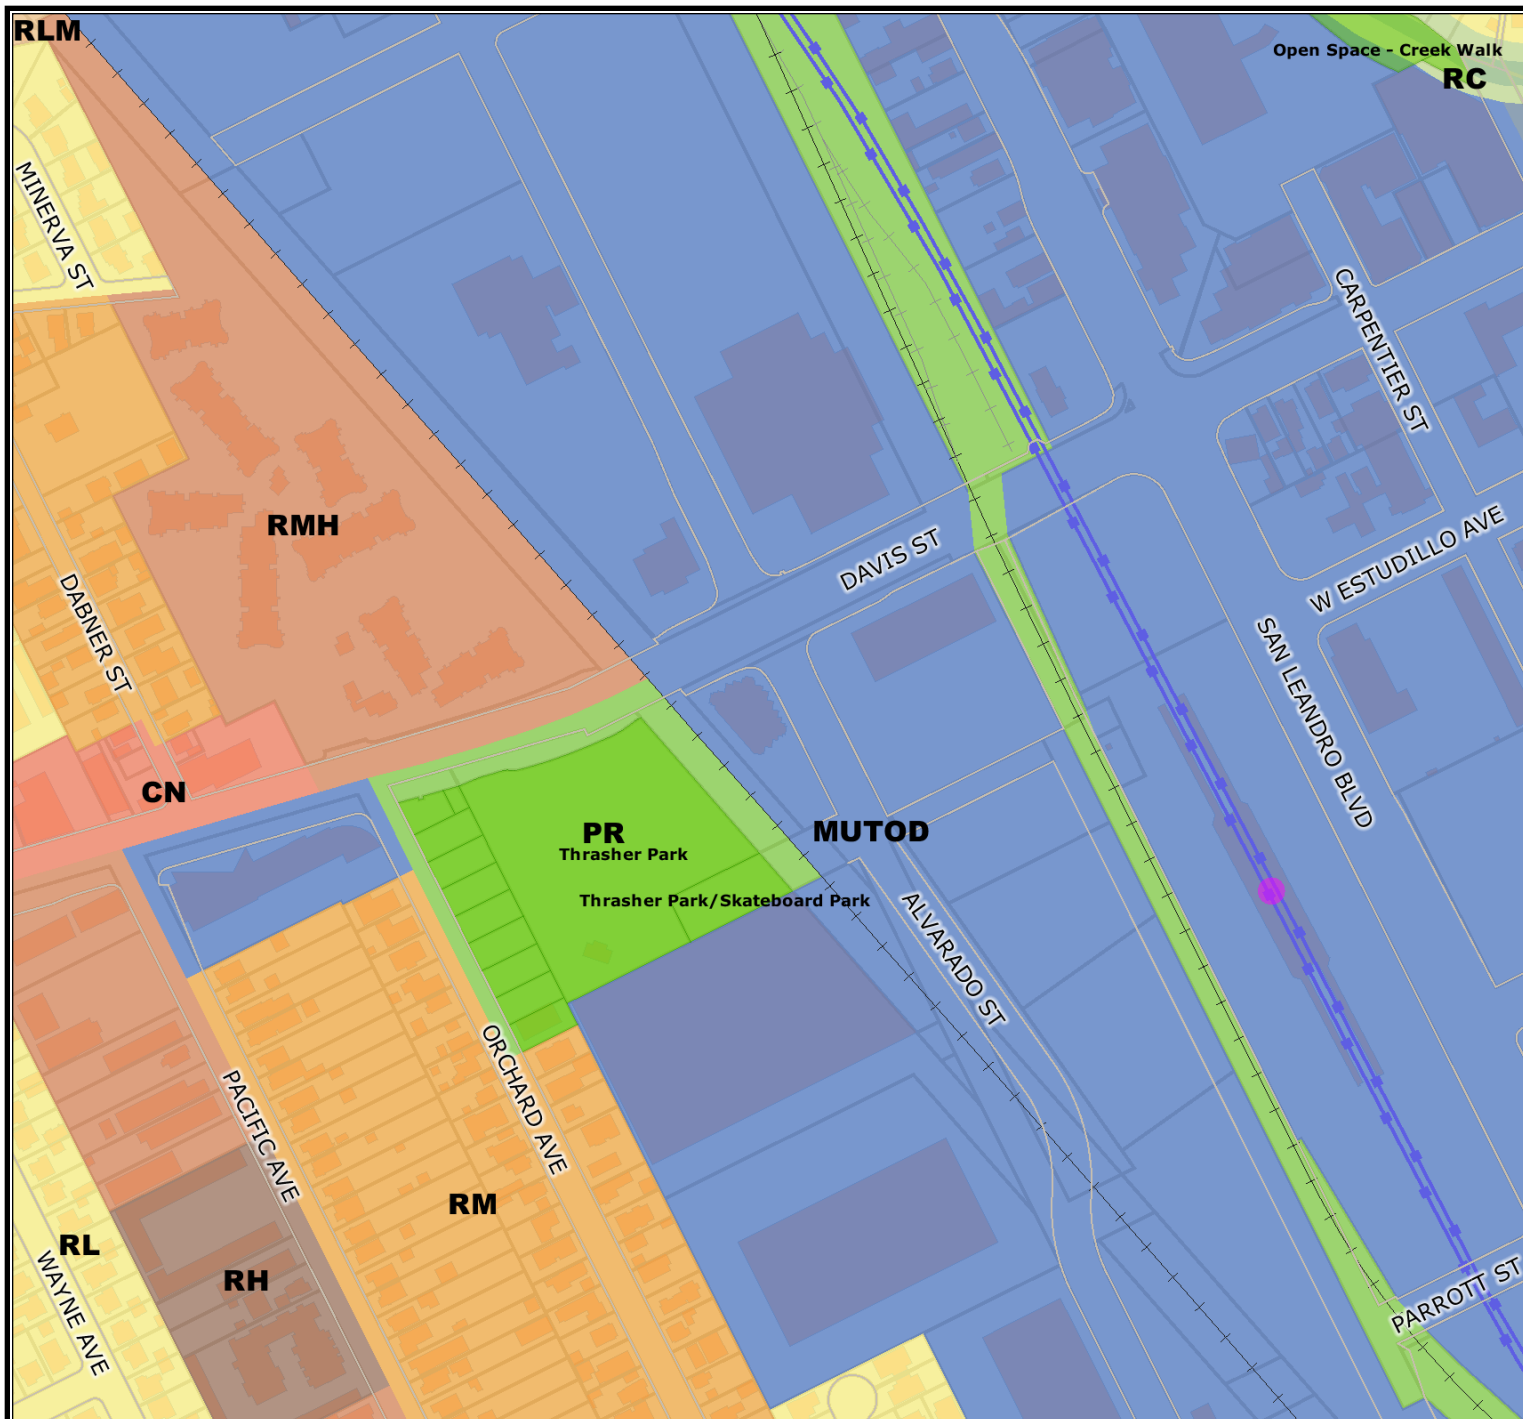 RLM
Open Space - Creek Walk
RC
MINERVA ST
CARPENTIER ST
RMH
DAVIS ST
W ESTUDILLO AVE
DABNER ST
SAN LEANDRO BLVD
CN
PR
Thrasher Park
MUTOD
Thrasher Park/Skateboard Park
ALVARADO ST
ORCHARD AVE
PACIFIC AVE
RM
RL
RH
WAYNE AVE
PARROTT ST